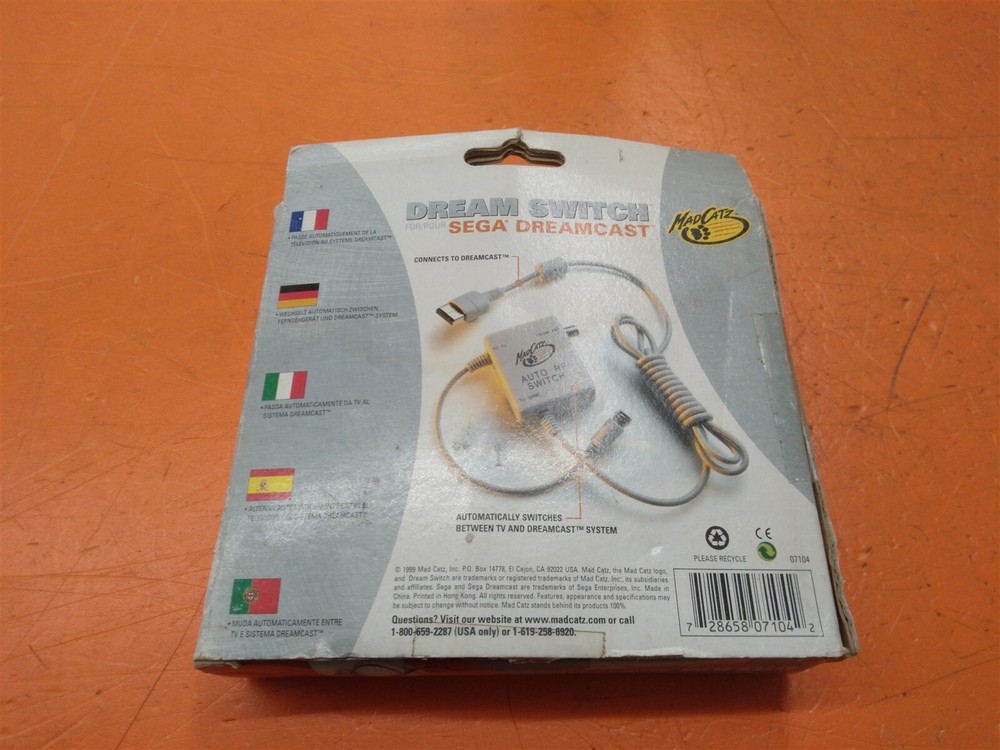 DREAM SWITCH
FOR/POUR SEGA® DREAMCAST™
MAD CATZ
• PASSE AUTOMATIQUEMENT DE LA
TÉLÉVISION AU SYSTÈME DREAMCAST™
• WECHSELT AUTOMATISCH ZWISCHEN
FERNSEHGERÄT UND DREAMCAST™ SYSTEM
• PASSA AUTOMATICAMENTE DA TV AL
SISTEMA DREAMCAST™
SISTEMA DREAMCAST™
• MUDA AUTOMATICAMENTE ENTRE
TV E SISTEMA DREAMCAST™
CONNECTS TO DREAMCAST™
MAD CATZ
AUTO RF
SWITCH
AUTOMATICALLY SWITCHES
BETWEEN TV AND DREAMCAST™ SYSTEM
PLEASE RECYCLE
CE
07104
© 1999 Mad Catz, Inc. P.O. Box 14778, El Cajon, CA 92022 USA. Mad Catz, the Mad Catz logo,
and Dream Switch are trademarks or registered trademarks of Mad Catz, Inc., its subsidiaries
and affiliates. Sega and Sega Dreamcast are trademarks of Sega Enterprises, Inc. Made in
China. Printed in Hong Kong. All rights reserved. Features, appearance and specifications may
be subject to change without notice. Mad Catz stands behind its products 100%.
Questions? Visit our website at www.madcatz.com or call
1-800-659-2287 (USA only) or 1-619-258-6920.
7 28658 07104 2